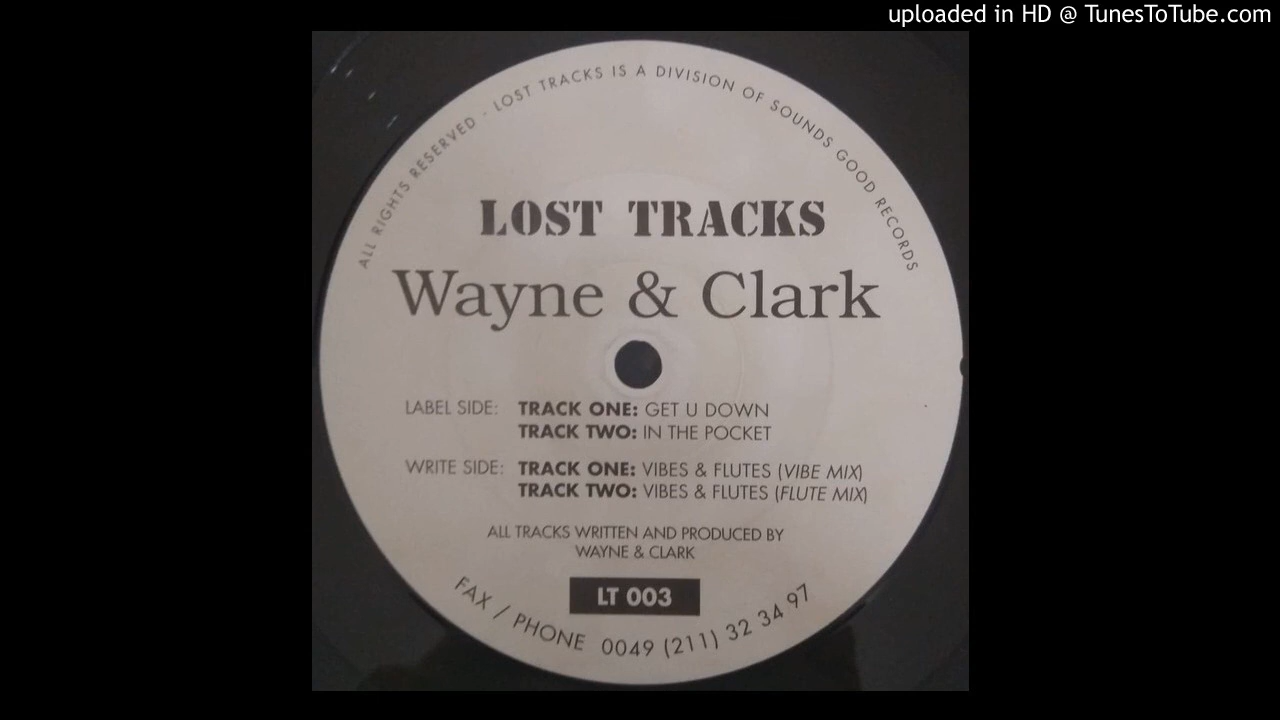 uploaded in HD @ TunesToTube.com
ALL RIGHTS RESERVED · LOST TRACKS IS A DIVISION OF SOUNDS GOOD RECORDS
LOST TRACKS
Wayne & Clark
LABEL SIDE: TRACK ONE: GET U DOWN
TRACK TWO: IN THE POCKET
WRITE SIDE: TRACK ONE: VIBES & FLUTES (VIBE MIX)
TRACK TWO: VIBES & FLUTES (FLUTE MIX)
ALL TRACKS WRITTEN AND PRODUCED BY
WAYNE & CLARK
LT 003
FAX / PHONE 0049 (211) 32 34 97